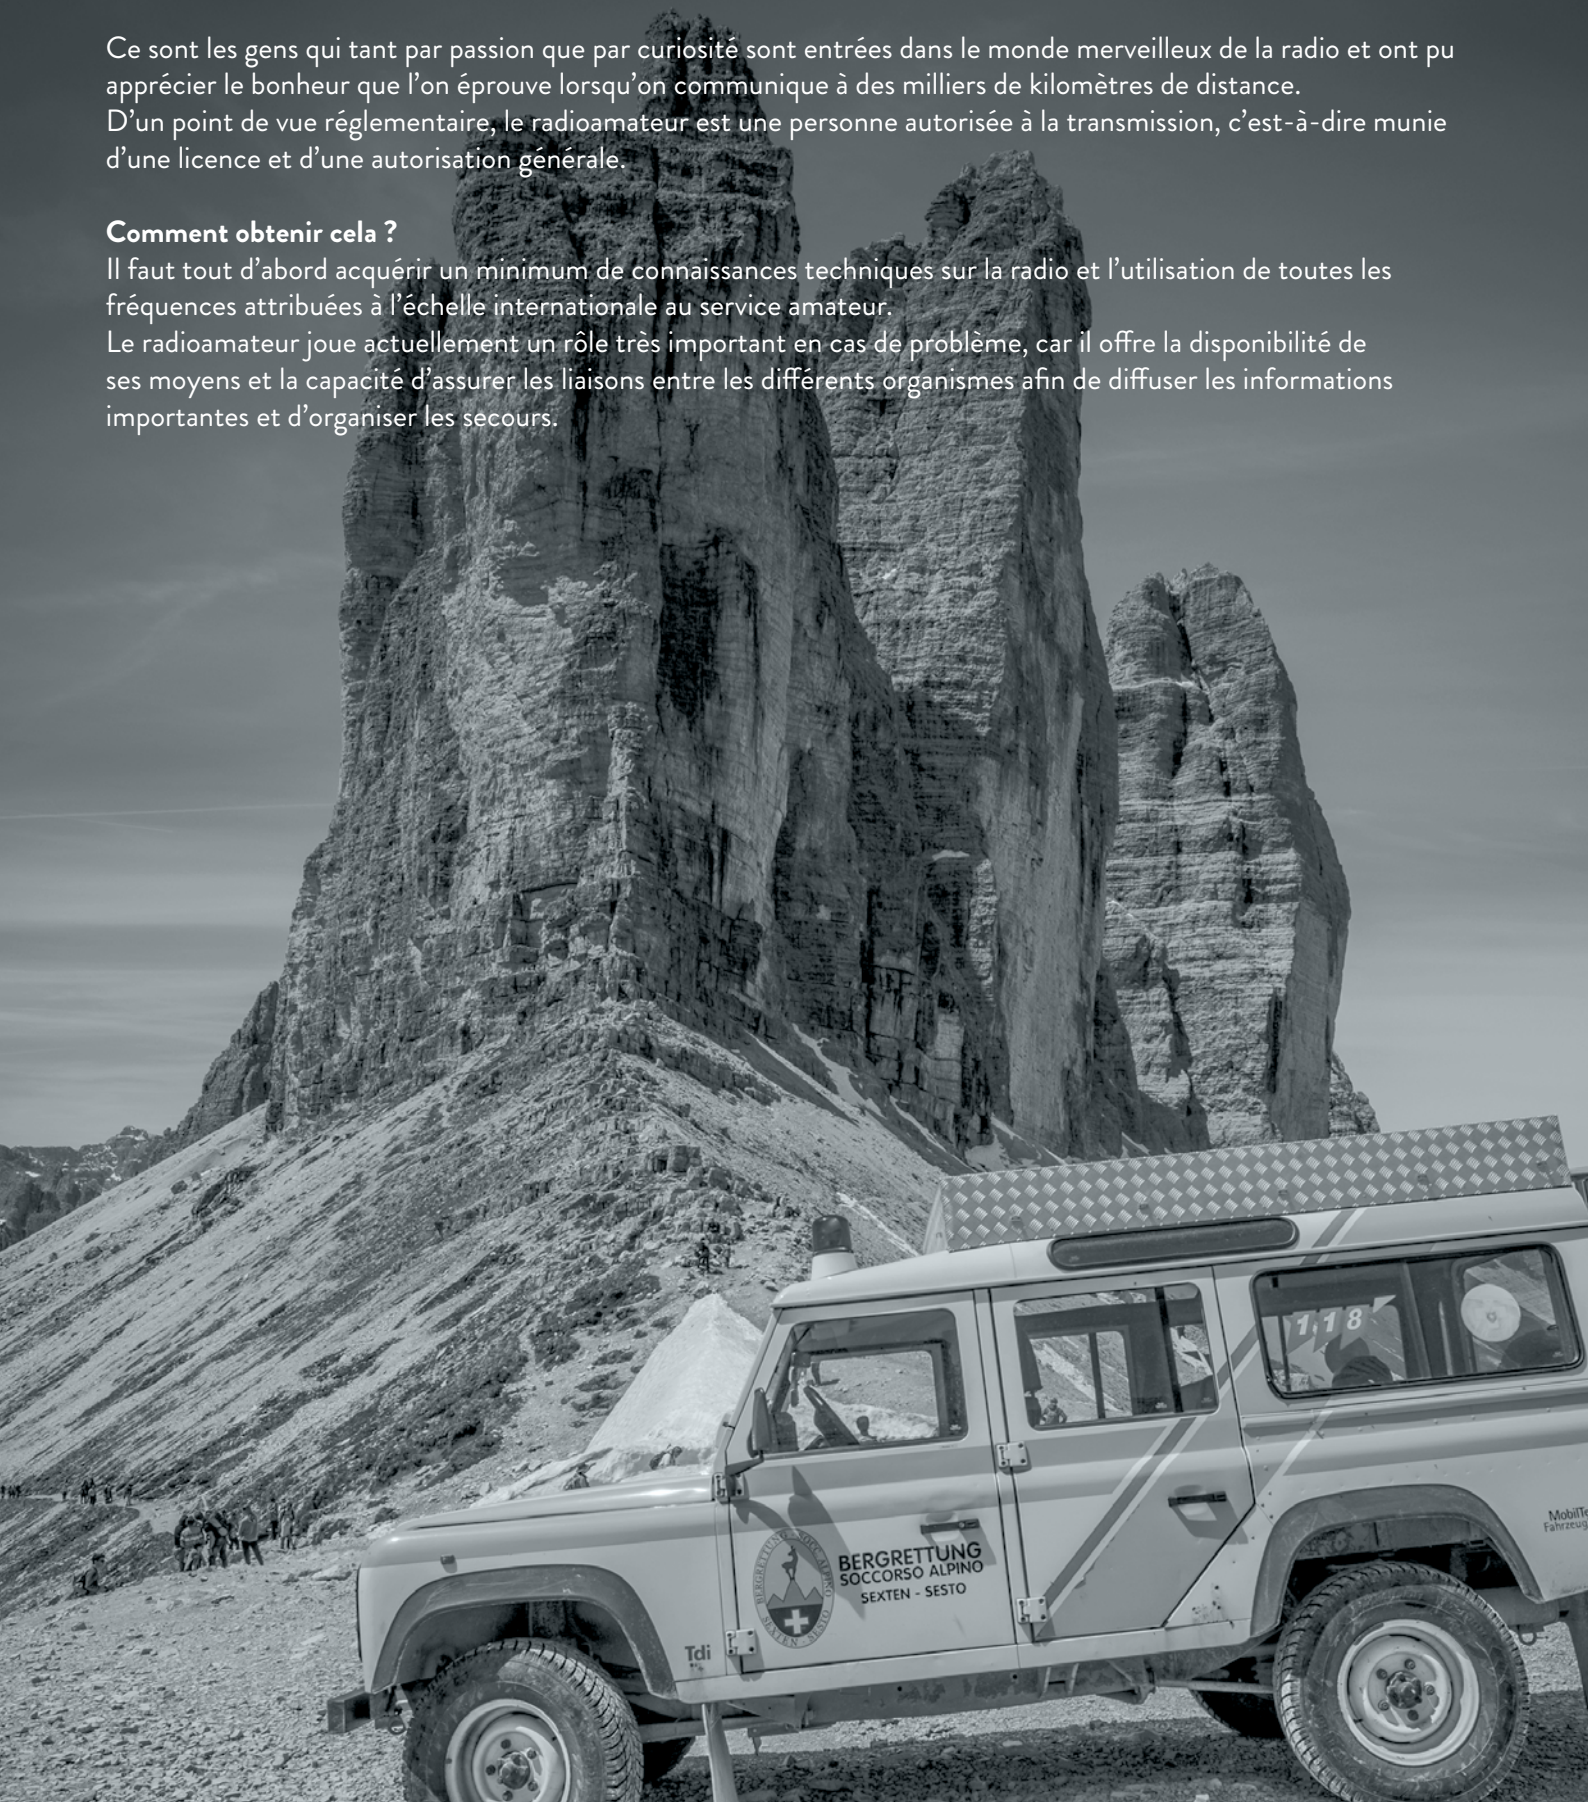 Ce sont les gens qui tant par passion que par curiosité sont entrées dans le monde merveilleux de la radio et ont pu
apprécier le bonheur que l’on éprouve lorsqu’on communique à des milliers de kilomètres de distance.
D’un point de vue réglementaire, le radioamateur est une personne autorisée à la transmission, c’est-à-dire munie
d’une licence et d’une autorisation générale.
Comment obtenir cela ?
Il faut tout d’abord acquérir un minimum de connaissances techniques sur la radio et l’utilisation de toutes les
fréquences attribuées à l’échelle internationale au service amateur.
Le radioamateur joue actuellement un rôle très important en cas de problème, car il offre la disponibilité de
ses moyens et la capacité d’assurer les liaisons entre les différents organismes afin de diffuser les informations
importantes et d’organiser les secours.
118
BERGRETTUNG
SOCCORSO ALPINO
SEXTEN - SESTO
BERGRETTUNG SOCC. ALPINO
SEXTEN - SESTO
Tdi